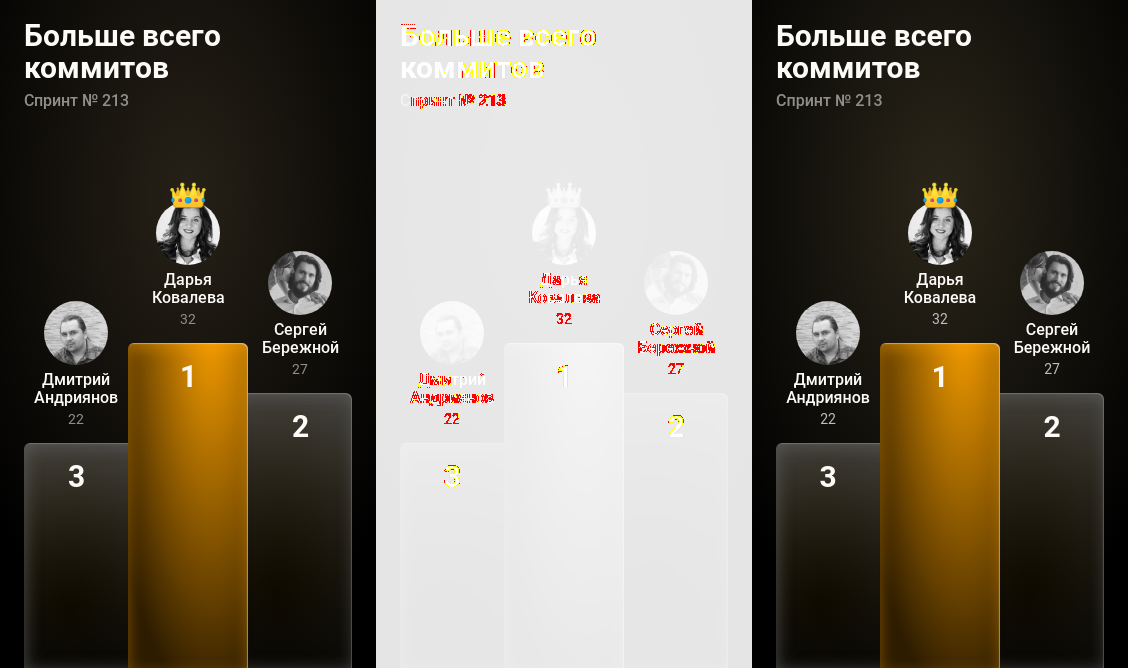 Больше всего
коммитов
Спринт № 213
Дарья
Ковалева
32
Сергей
Бережной
27
Дмитрий
Андриянов
22
1
2
3
Больше всего
коммитов
Спринт № 213
Дарья
Ковалева
32
Сергей
Бережной
27
Дмитрий
Андриянов
22
1
2
3
Больше всего
коммитов
Спринт № 213
Дарья
Ковалева
32
Сергей
Бережной
27
Дмитрий
Андриянов
22
1
2
3